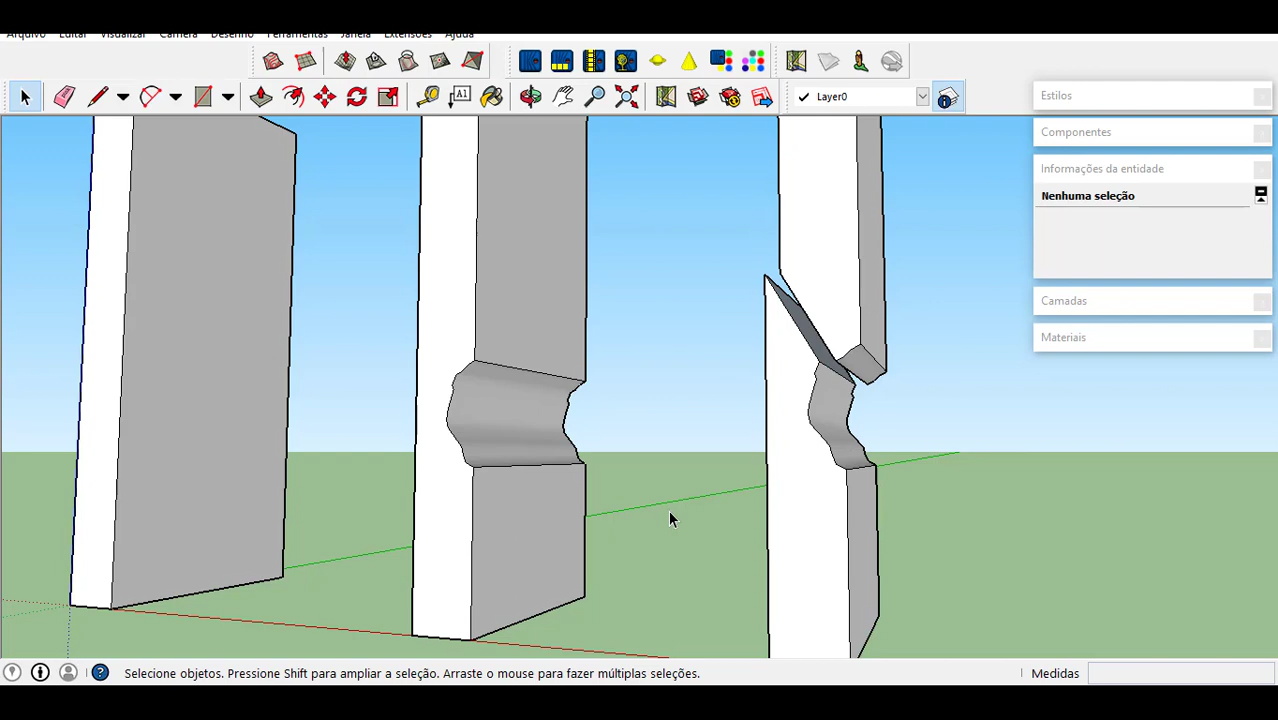 Arquivo Editar Visualizar Câmera Desenho Ferramentas Janela Extensões Ajuda
A1
Layer0
Estilos
Componentes
Informações da entidade
Nenhuma seleção
Camadas
Materiais
Selecione objetos. Pressione Shift para ampliar a seleção. Arraste o mouse para fazer múltiplas seleções.
Medidas